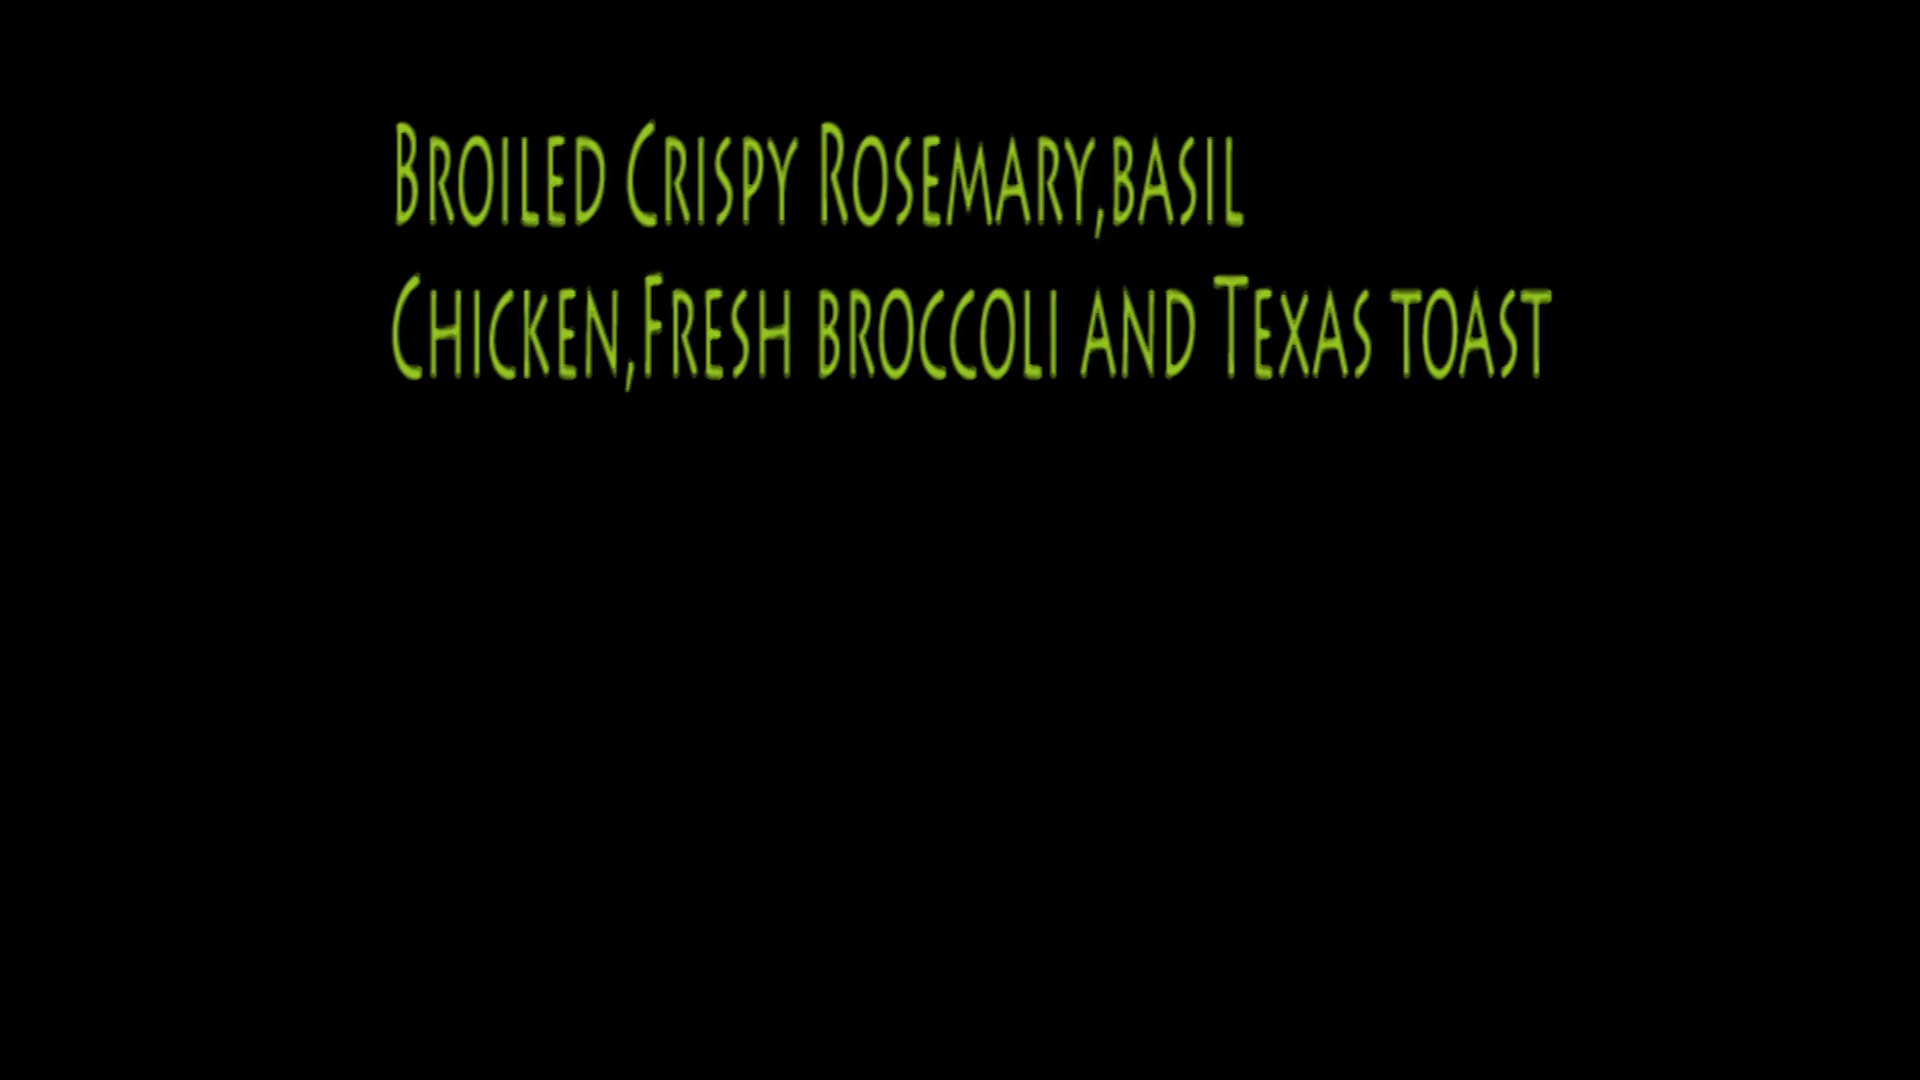 Broiled Crispy Rosemary,basil
Chicken,Fresh broccoli and Texas toast